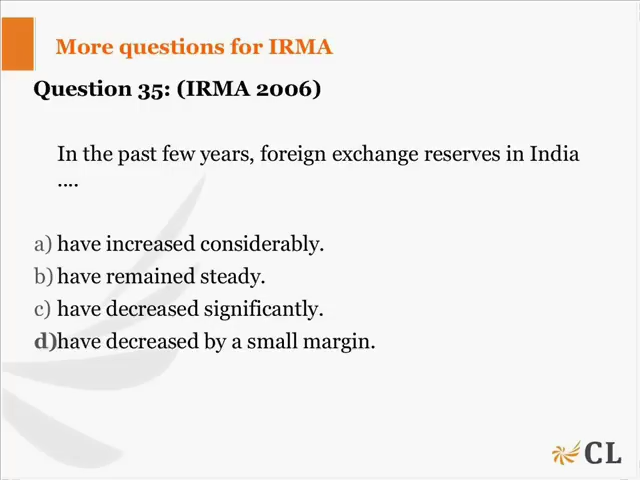 More questions for IRMA
Question 35: (IRMA 2006)
In the past few years, foreign exchange reserves in India
....
a) have increased considerably.
b) have remained steady.
c) have decreased significantly.
d) have decreased by a small margin.
CL